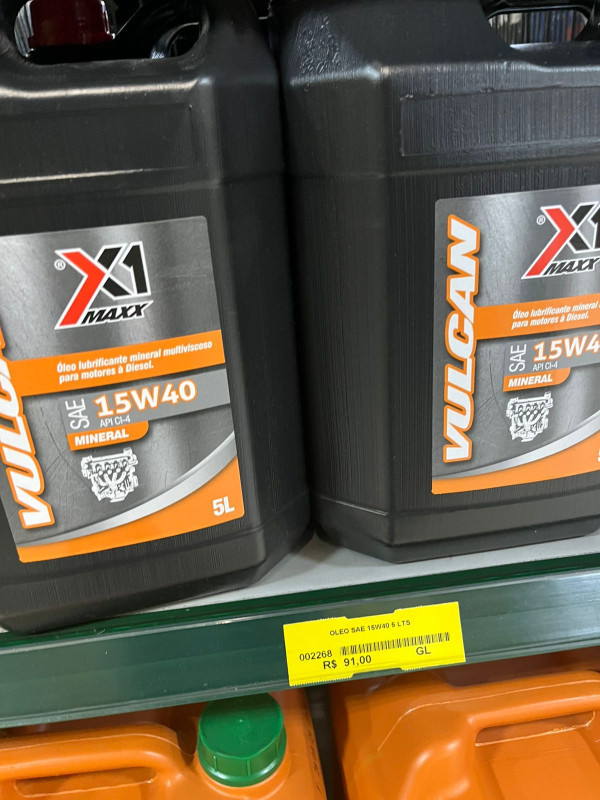 X1
MAXX
®
Óleo lubrificante mineral multiviscoso
para motores à Diesel.
SAE 15W40
API CI-4
MINERAL
5L
VULCAN
X1
MAXX
®
Óleo lubrificante mineral
para motores à Diesel.
SAE
API CI-4
MINERAL
OLEO SAE 15W40 5 LTS
002268
GL
R$ 91,00